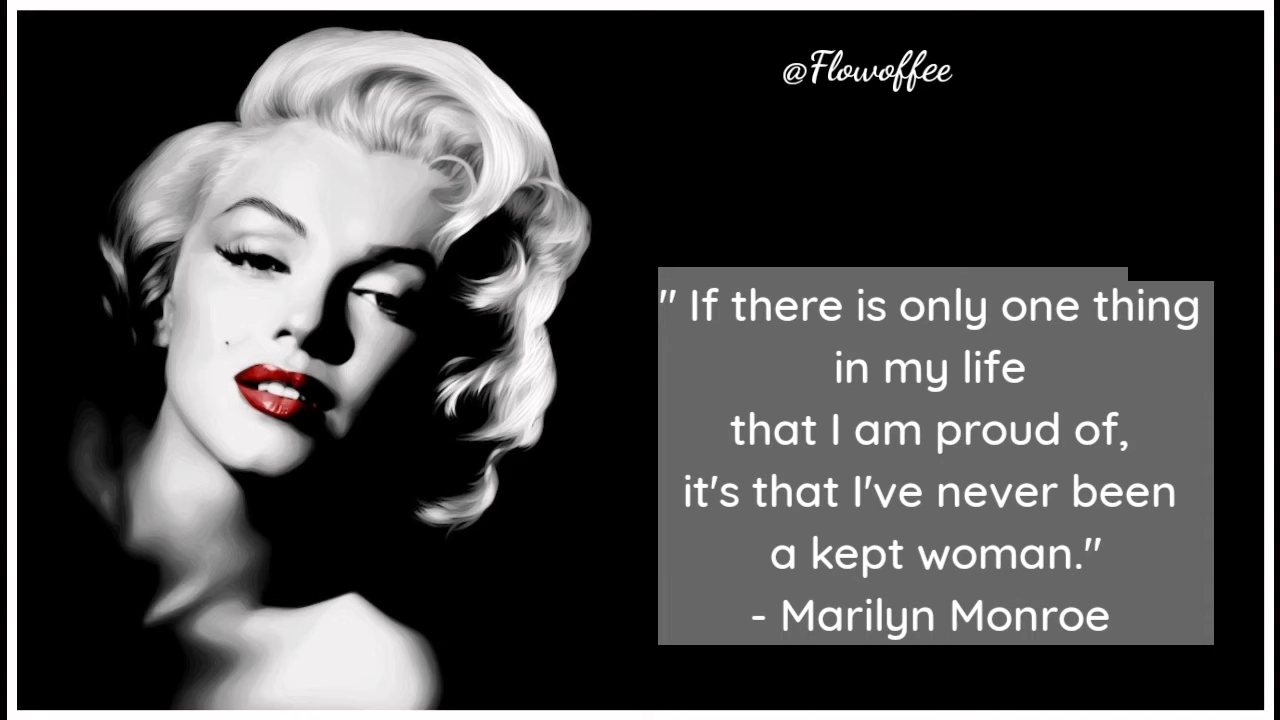 @Flowoffee
" If there is only one thing
in my life
that I am proud of,
it's that I've never been
a kept woman."
- Marilyn Monroe